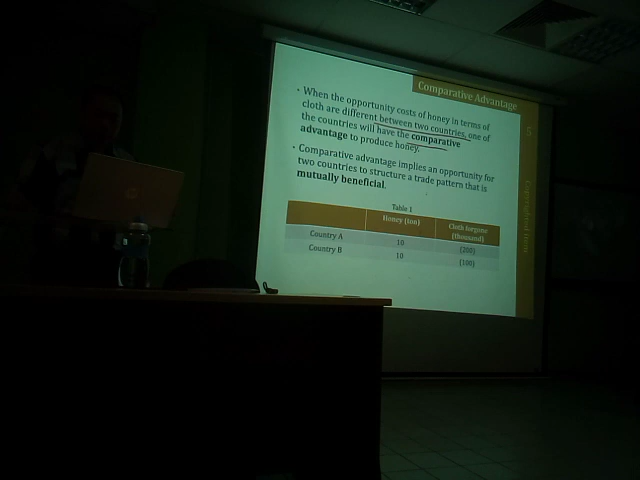 Comparative Advantage
• When the opportunity costs of honey in terms of
cloth are different between two countries, one of
the countries will have the comparative
advantage to produce honey.
• Comparative advantage implies an opportunity for
two countries to structure a trade pattern that is
mutually beneficial.
Table 1
Honey (ton) Cloth forgone
(thousand)
Country A 10 (200)
Country B 10 (100)